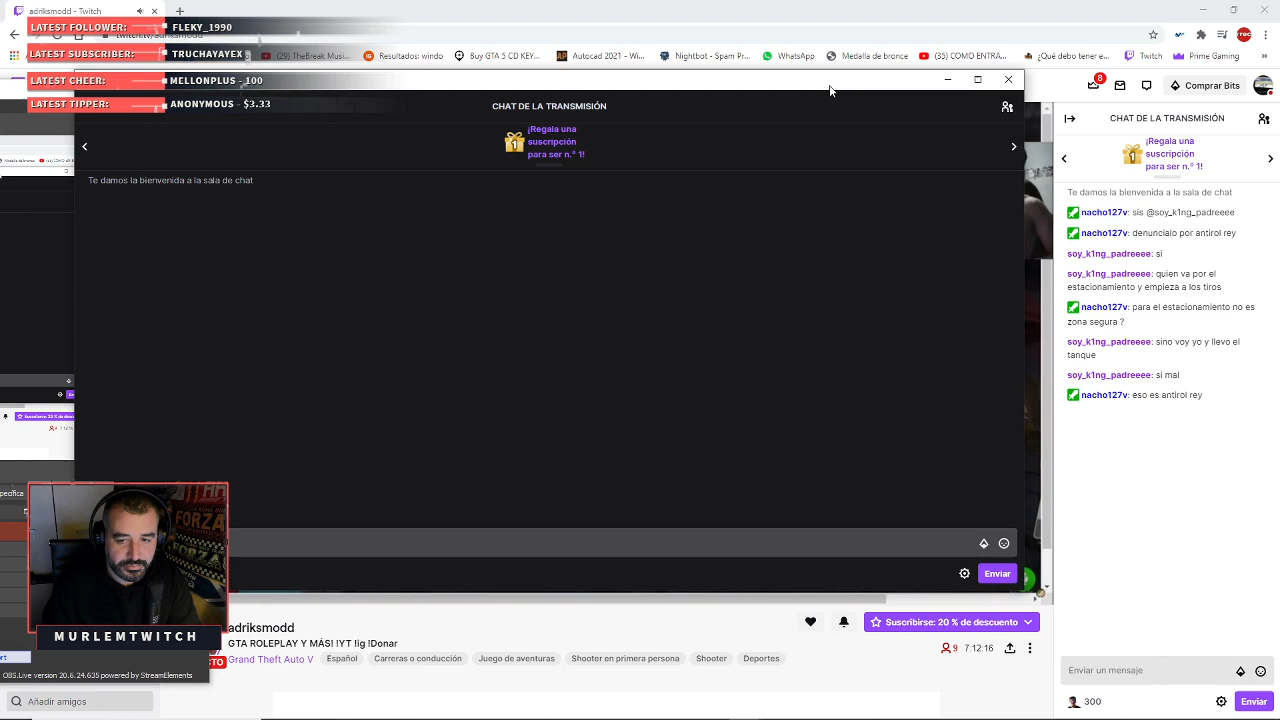 adriksmodd - Twitch
LATEST FOLLOWER: FLEKY_1990
twitch.tv/adriksmodd
LATEST SUBSCRIBER: TRUCHAYAYEX
(29) TheBreak Musi...
Resultados: windo
Buy GTA 5 CD KEY...
Autocad 2021 - Wi...
Nightbot - Spam Pr...
WhatsApp
Medalla de bronce
(35) COMO ENTRA...
¿Qué debo tener e...
Twitch
Prime Gaming
LATEST CHEER: MELLONPLUS - 100
LATEST TIPPER: ANONYMOUS - $3.33
8
Comprar Bits
CHAT DE LA TRANSMISIÓN
¡Regala una
suscripción
para ser n.º 1!
Te damos la bienvenida a la sala de chat
CHAT DE LA TRANSMISIÓN
¡Regala una
suscripción
para ser n.º 1!
Te damos la bienvenida a la sala de chat
nacho127v: sis @soy_k1ng_padreeee
nacho127v: denuncialo por antirol rey
soy_k1ng_padreeee: si
soy_k1ng_padreeee: quien va por el
estacionamiento y empieza a los tiros
nacho127v: para el estacionamiento no es
zona segura ?
soy_k1ng_padreeee: sino voy yo y llevo el
tanque
soy_k1ng_padreeee: si mal
nacho127v: eso es antirol rey
Enviar
FORZA
MURLEMTWITCH
OBS.Live version 20.6.24.635 powered by StreamElements
adriksmodd
GTA ROLEPLAY Y MÁS! !YT !ig !Donar
Grand Theft Auto V
Español
Carreras o conducción
Juego de aventuras
Shooter en primera persona
Shooter
Deportes
Suscribirse: 20 % de descuento
9
7:12:16
Añadir amigos
Enviar un mensaje
300
Enviar